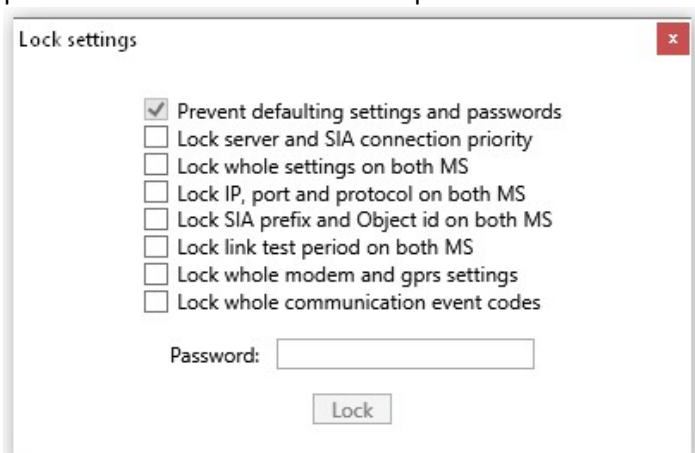 Lock settings
x
Prevent defaulting settings and passwords
Lock server and SIA connection priority
Lock whole settings on both MS
Lock IP, port and protocol on both MS
Lock SIA prefix and Object id on both MS
Lock link test period on both MS
Lock whole modem and gprs settings
Lock whole communication event codes
Password:
Lock